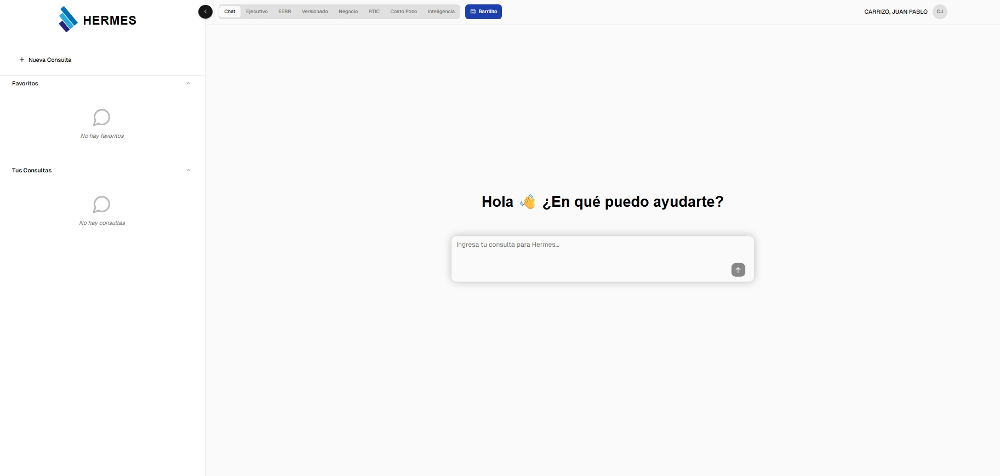 HERMES
Nueva Consulta
Favoritos
No hay favoritos
Tus Consultas
No hay consultas
Chat Ejecutivo EERR Versionado Negocio RTIC Costo Pozo Inteligencia Barrilito
CARRIZO, JUAN PABLO CJ
Hola 👋 ¿En qué puedo ayudarte?
Ingresa tu consulta para Hermes...